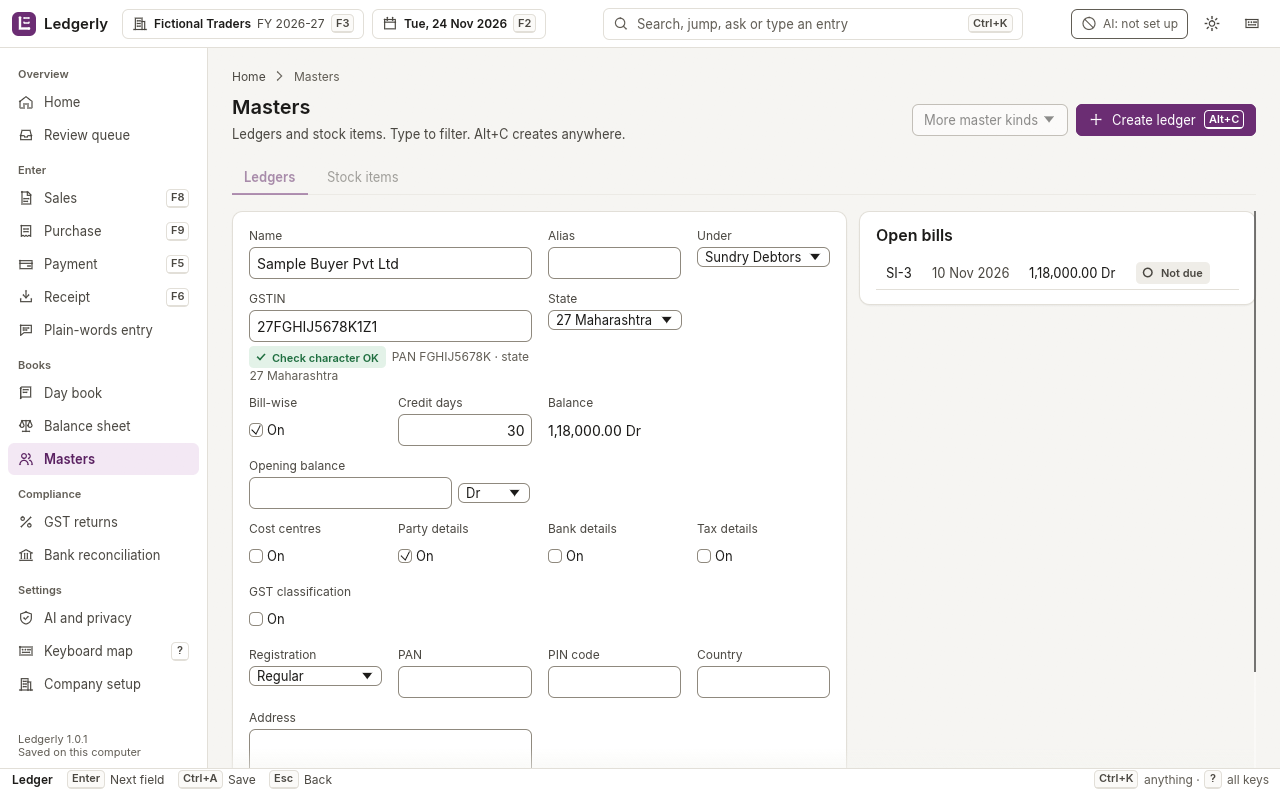 Ledgerly
Fictional Traders FY 2026-27 F3
Tue, 24 Nov 2026 F2
Search, jump, ask or type an entry Ctrl+K
AI: not set up
Overview
Home
Review queue
Enter
Sales F8
Purchase F9
Payment F5
Receipt F6
Plain-words entry
Books
Day book
Balance sheet
Masters
Compliance
GST returns
Bank reconciliation
Settings
AI and privacy
Keyboard map ?
Company setup
Ledgerly 1.0.1
Saved on this computer
Home Masters
Masters
Ledgers and stock items. Type to filter. Alt+C creates anywhere.
More master kinds
Create ledger Alt+C
Ledgers Stock items
Name Alias Under
Sample Buyer Pvt Ltd Sundry Debtors
GSTIN State
27FGHIJ5678K1Z1 27 Maharashtra
Check character OK PAN FGHIJ5678K · state
27 Maharashtra
Bill-wise Credit days Balance
On 30 1,18,000.00 Dr
Opening balance
Dr
Cost centres Party details Bank details Tax details
On On On On
GST classification
On
Registration PAN PIN code Country
Regular
Address
Open bills
SI-3 10 Nov 2026 1,18,000.00 Dr Not due
Ledger Enter Next field Ctrl+A Save Esc Back
Ctrl+K anything · ? all keys